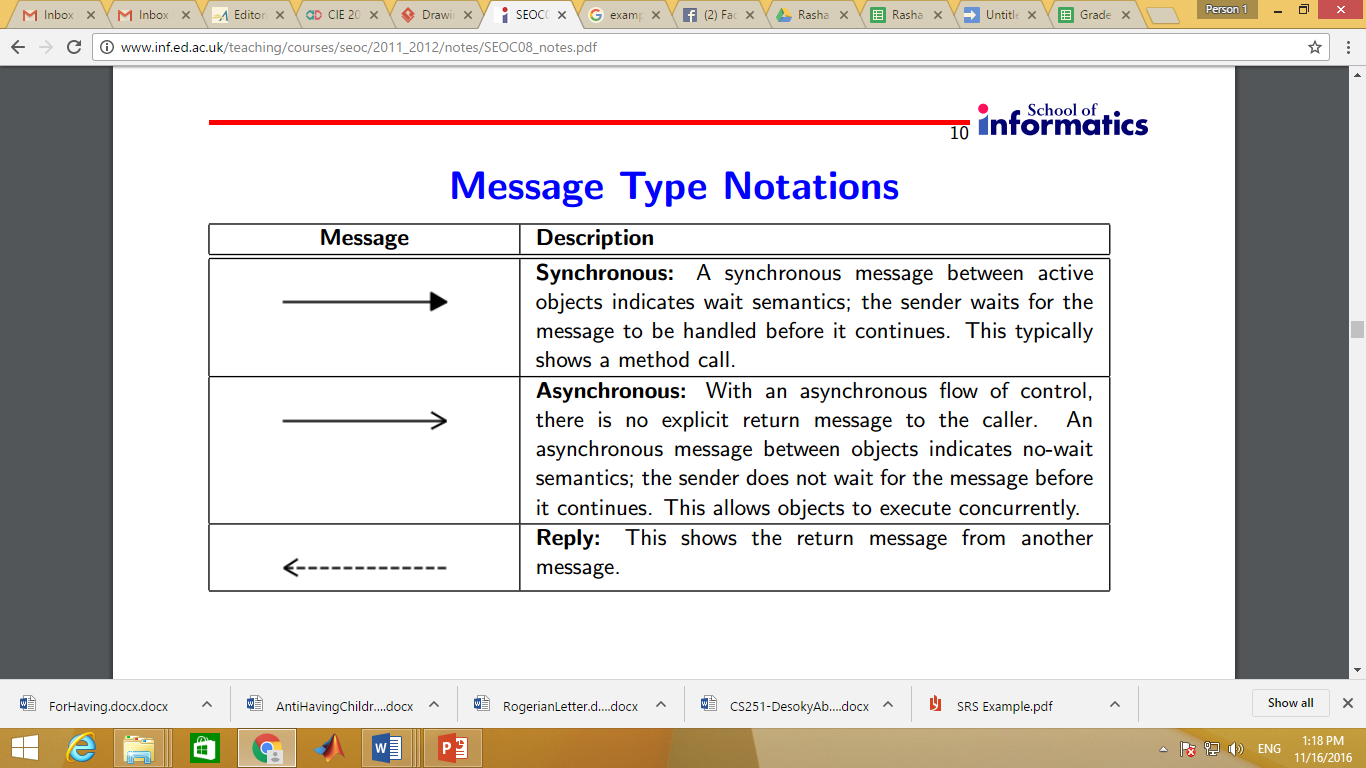 Inbox
Inbox
Editor
CIE 20
Drawi
SEOC
examp
(2) Fac
Rasha
Rasha
Untitle
Grade
Person 1
www.inf.ed.ac.uk/teaching/courses/seoc/2011_2012/notes/SEOC08_notes.pdf
School of
informatics
10
Message Type Notations
Message
Description
Synchronous: A synchronous message between active
objects indicates wait semantics; the sender waits for the
message to be handled before it continues. This typically
shows a method call.
Asynchronous: With an asynchronous flow of control,
there is no explicit return message to the caller. An
asynchronous message between objects indicates no-wait
semantics; the sender does not wait for the message before
it continues. This allows objects to execute concurrently.
Reply: This shows the return message from another
message.
ForHaving.docx.docx
AntiHavingChildr....docx
RogerianLetter.d....docx
CS251-DesokyAb....docx
SRS Example.pdf
Show all
ENG
1:18 PM
11/16/2016